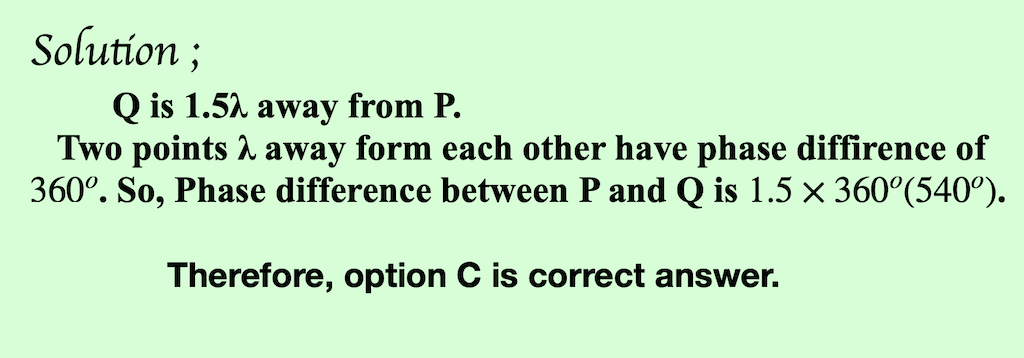 Solution ;
Q is 1.5λ away from P.
Two points λ away form each other have phase diffirence of
360°. So, Phase difference between P and Q is 1.5 × 360°(540°).
Therefore, option C is correct answer.